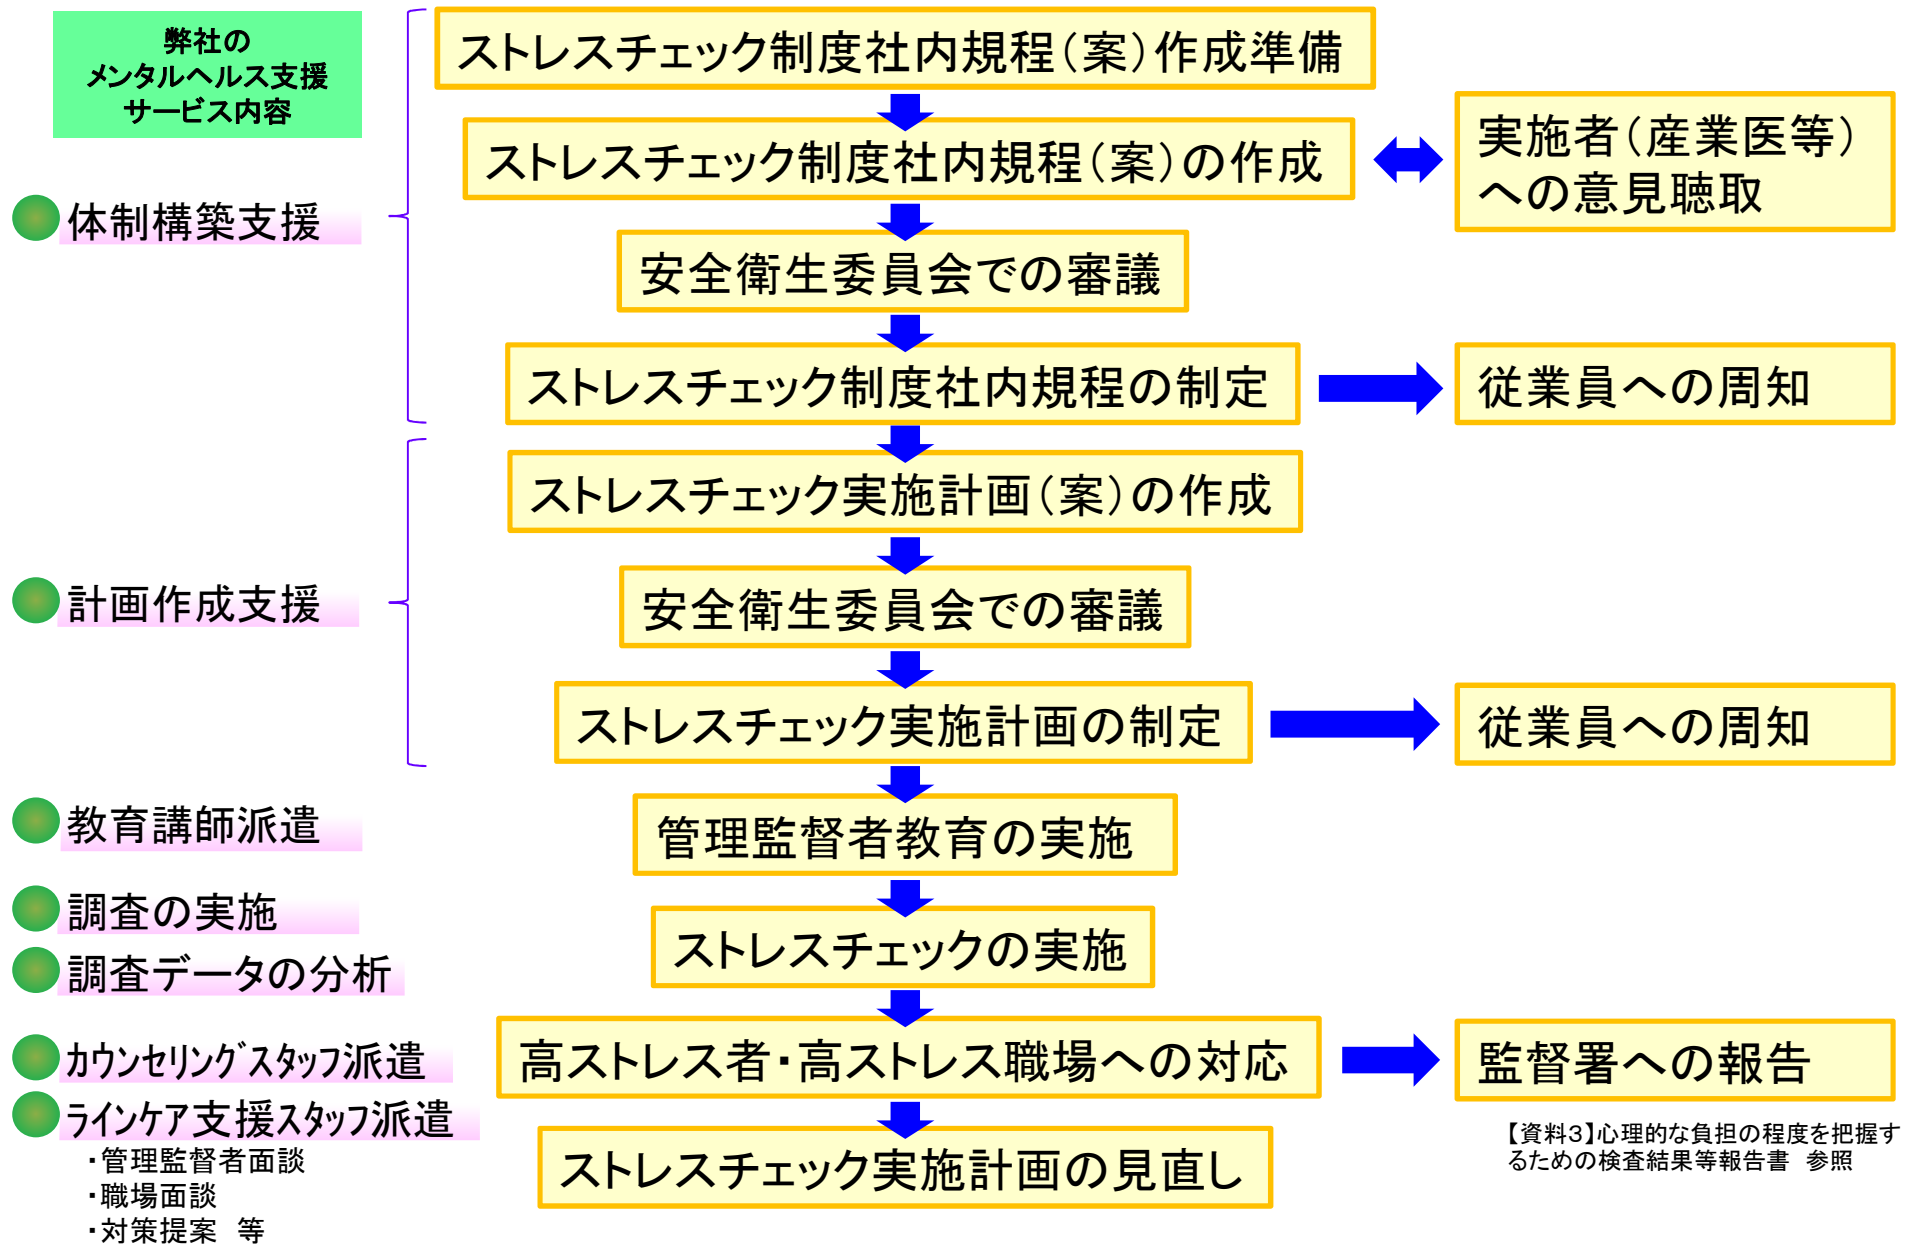 弊社の
メンタルヘルス支援
サービス内容
ストレスチェック制度社内規程（案）作成準備
ストレスチェック制度社内規程（案）の作成
実施者（産業医等）
への意見聴取
体制構築支援
安全衛生委員会での審議
ストレスチェック制度社内規程の制定
従業員への周知
ストレスチェック実施計画（案）の作成
計画作成支援
安全衛生委員会での審議
ストレスチェック実施計画の制定
従業員への周知
教育講師派遣
管理監督者教育の実施
調査の実施
ストレスチェックの実施
調査データの分析
ｶｳﾝｾﾘﾝｸﾞｽﾀｯﾌ派遣
高ストレス者・高ストレス職場への対応
監督署への報告
ﾗｲﾝｹｱ支援ｽﾀｯﾌ派遣
・管理監督者面談
・職場面談
・対策提案　等
ストレスチェック実施計画の見直し
【資料３】心理的な負担の程度を把握す
るための検査結果等報告書　参照